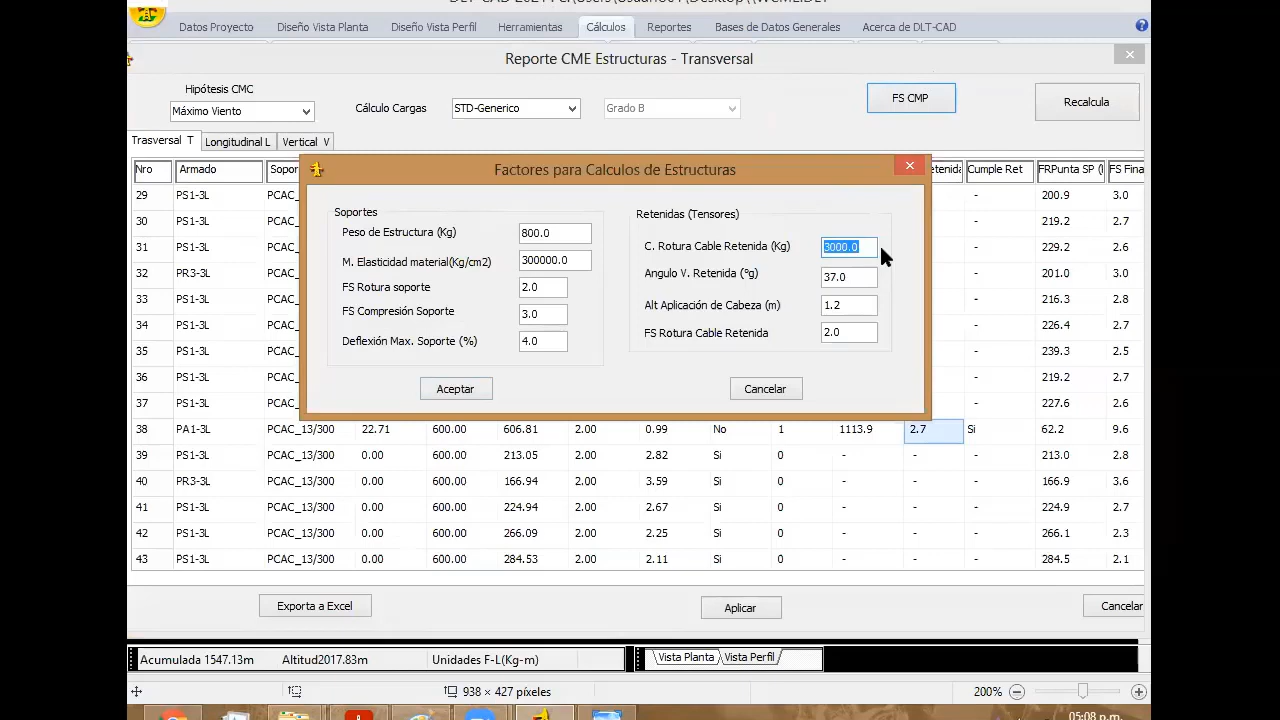 Datos Proyecto Diseño Vista Planta Diseño Vista Perfil Herramientas Cálculos Reportes Bases de Datos Generales Acerca de DLT-CAD
Reporte CME Estructuras - Transversal
Hipótesis CMC
Máximo Viento
Cálculo Cargas STD-Generico Grado B
FS CMP
Recalcula
Trasversal T Longitudinal L Vertical V
Nro Armado Cumple Ret FRPunta SP (
Factores para Calculos de Estructuras
Soportes
Peso de Estructura (Kg) 800.0
M. Elasticidad material(Kg/cm2) 300000.0
FS Rotura soporte 2.0
FS Compresión Soporte 3.0
Deflexión Max. Soporte (%) 4.0
Retenidas (Tensores)
C. Rotura Cable Retenida (Kg) 3000.0
Angulo V. Retenida (°g) 37.0
Alt Aplicación de Cabeza (m) 1.2
FS Rotura Cable Retenida 2.0
Aceptar Cancelar
29 PS1-3L - 200.9 3.0
30 PS1-3L - 219.2 2.7
31 PS1-3L - 229.2 2.6
32 PR3-3L - 201.0 3.0
33 PS1-3L - 216.3 2.8
34 PS1-3L - 226.4 2.6
35 PS1-3L - 239.3 2.5
36 PS1-3L - 219.2 2.7
37 PS1-3L - 227.6 2.6
38 PA1-3L PCAC_13/300 22.71 600.00 606.81 2.00 0.99 No 1 1113.9 2.7 Si 62.2 9.6
39 PS1-3L PCAC_13/300 0.00 600.00 213.05 2.00 2.82 Si 0 - - - 213.0 2.8
40 PR3-3L PCAC_13/300 0.00 600.00 166.94 2.00 3.59 Si 0 - - - 166.9 3.6
41 PS1-3L PCAC_13/300 0.00 600.00 224.94 2.00 2.67 Si 0 - - - 224.9 2.7
42 PS1-3L PCAC_13/300 0.00 600.00 266.09 2.00 2.25 Si 0 - - - 266.1 2.3
43 PS1-3L PCAC_13/300 0.00 600.00 284.53 2.00 2.11 Si 0 - - - 284.5 2.1
Exporta a Excel Aplicar Cancelar
Acumulada 1547.13m Altitud2017.83m Unidades F-L(Kg-m) Vista Planta Vista Perfil
938 × 427 píxeles 200%
05:08 p.m.